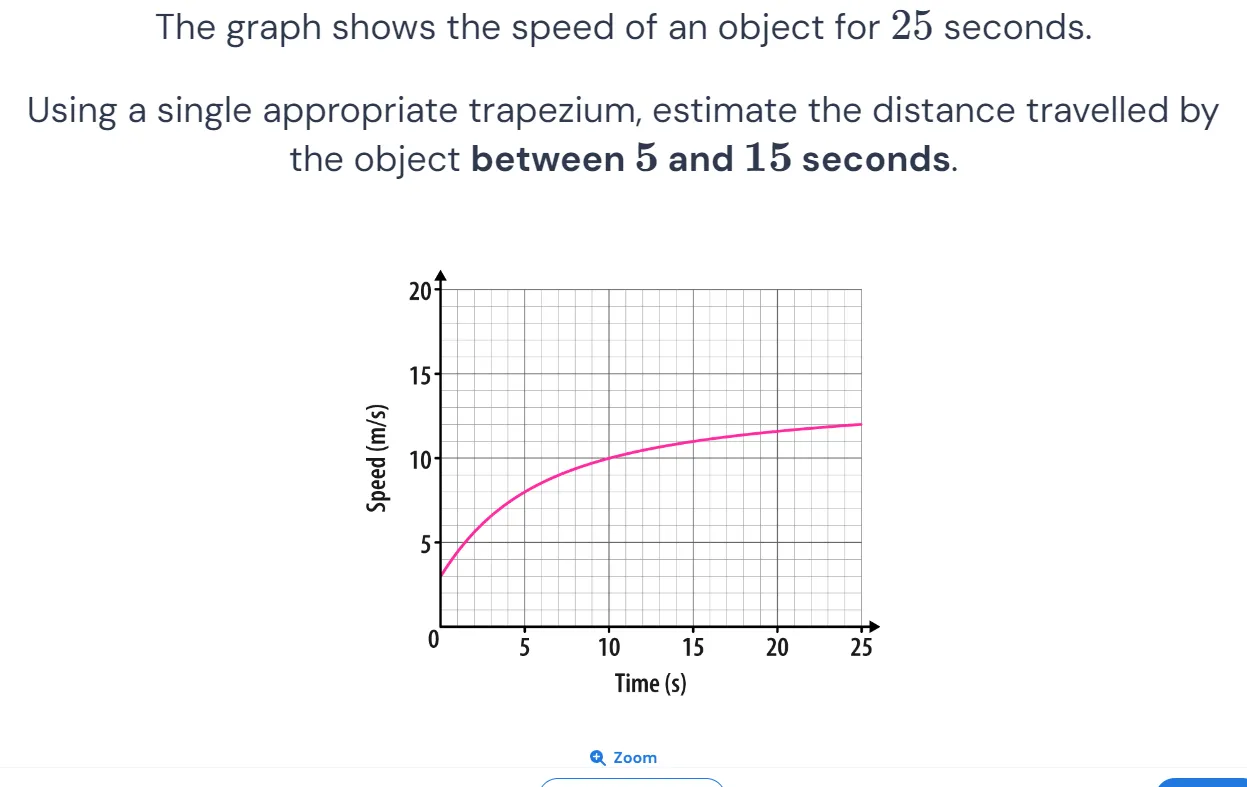 The graph shows the speed of an object for 25 seconds.
Using a single appropriate trapezium, estimate the distance travelled by
the object between 5 and 15 seconds.
20
15
10
5
0
Speed (m/s)
5 10 15 20 25
Time (s)
Zoom